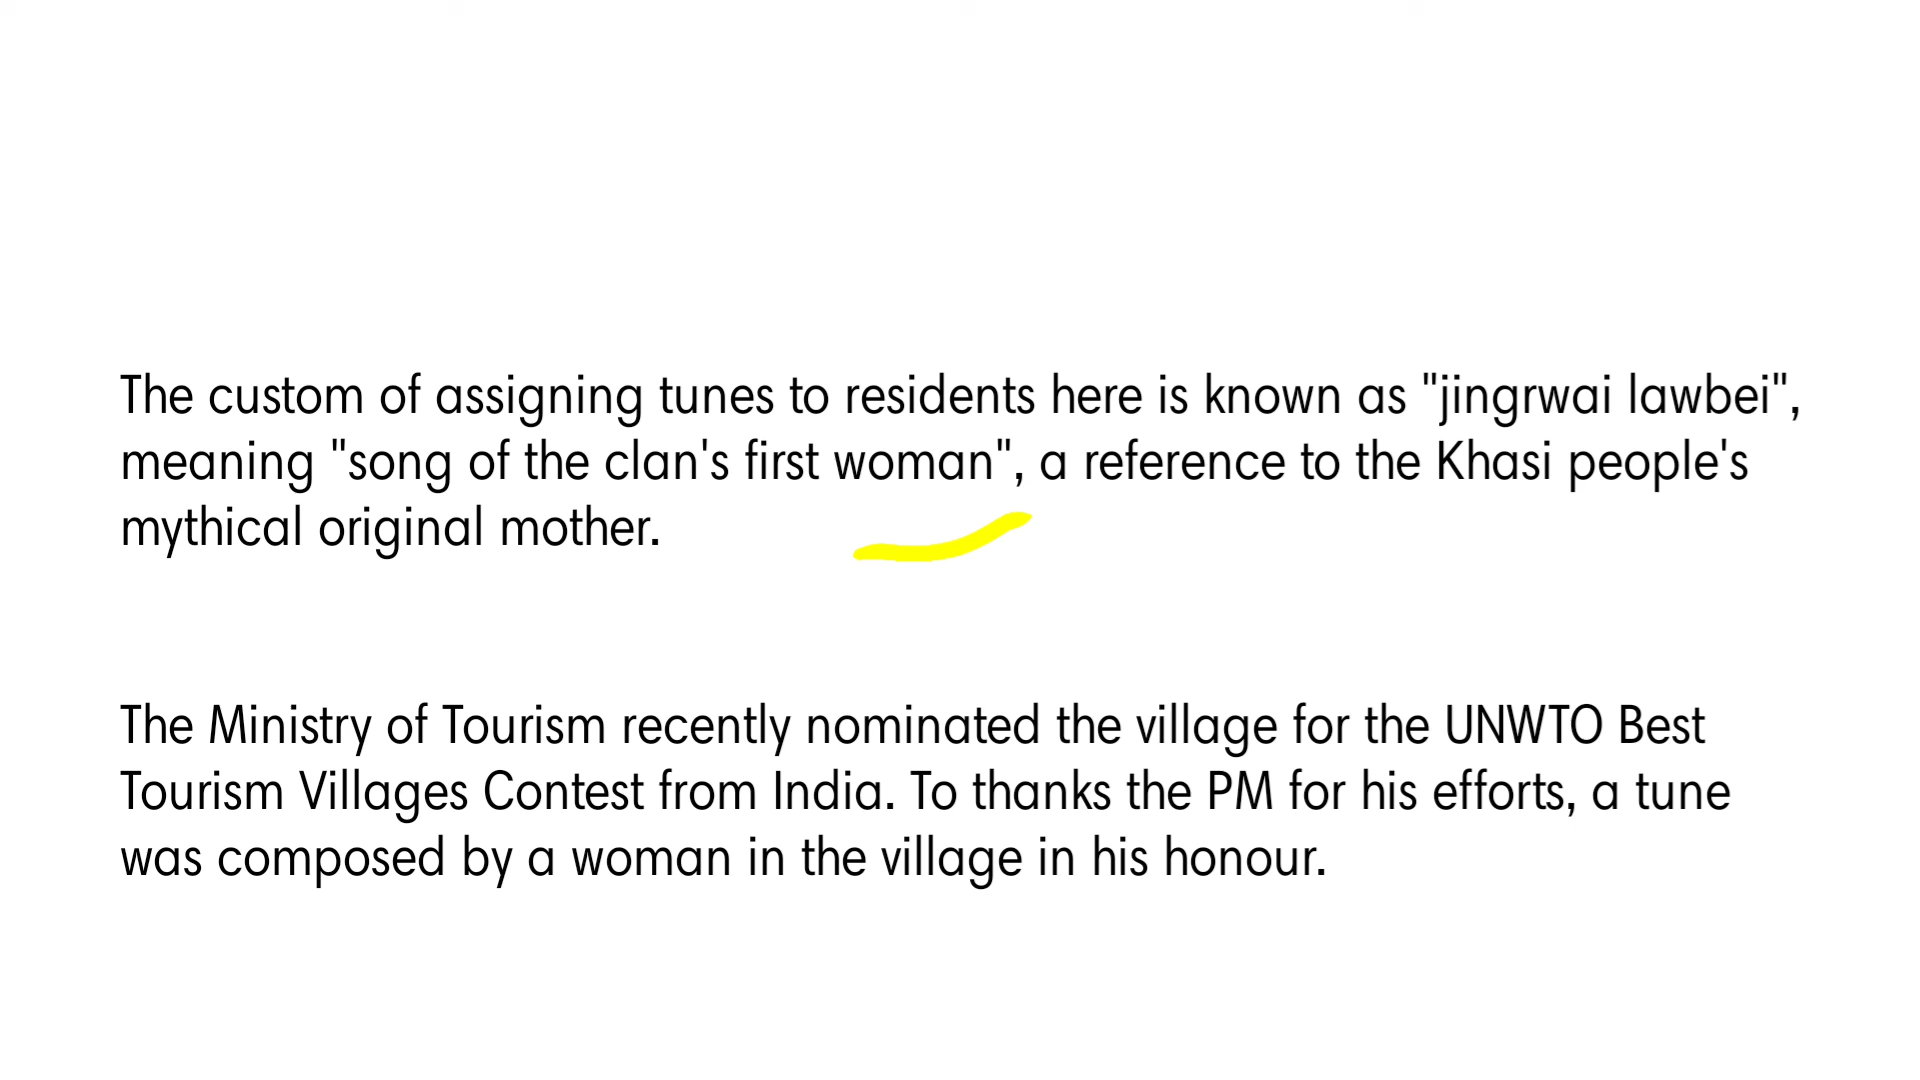 The custom of assigning tunes to residents here is known as "jingrwai lawbei",
meaning "song of the clan's first woman", a reference to the Khasi people's
mythical original mother.
The Ministry of Tourism recently nominated the village for the UNWTO Best
Tourism Villages Contest from India. To thanks the PM for his efforts, a tune
was composed by a woman in the village in his honour.